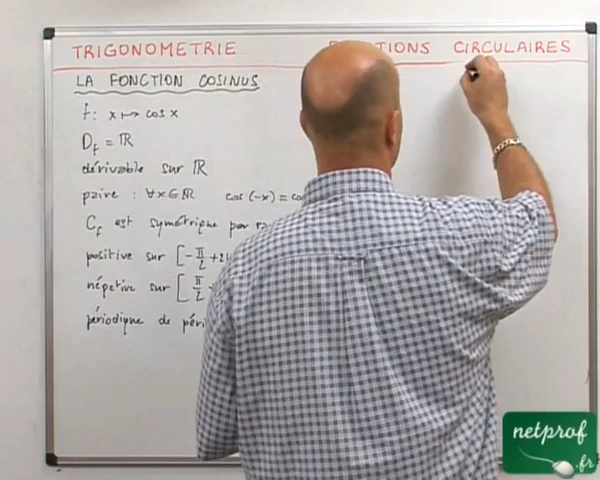 TRIGONOMETRIE CIRCULAIRES
LA FONCTION COSINUS
f: x ↦ cos x
D_f = ℝ
dérivable sur ℝ
paire : ∀x∈ℝ cos(-x) =
C_f est symétrique par
positive sur [-π/2 +2
négative sur [π/2
périodique de
netprof
.fr